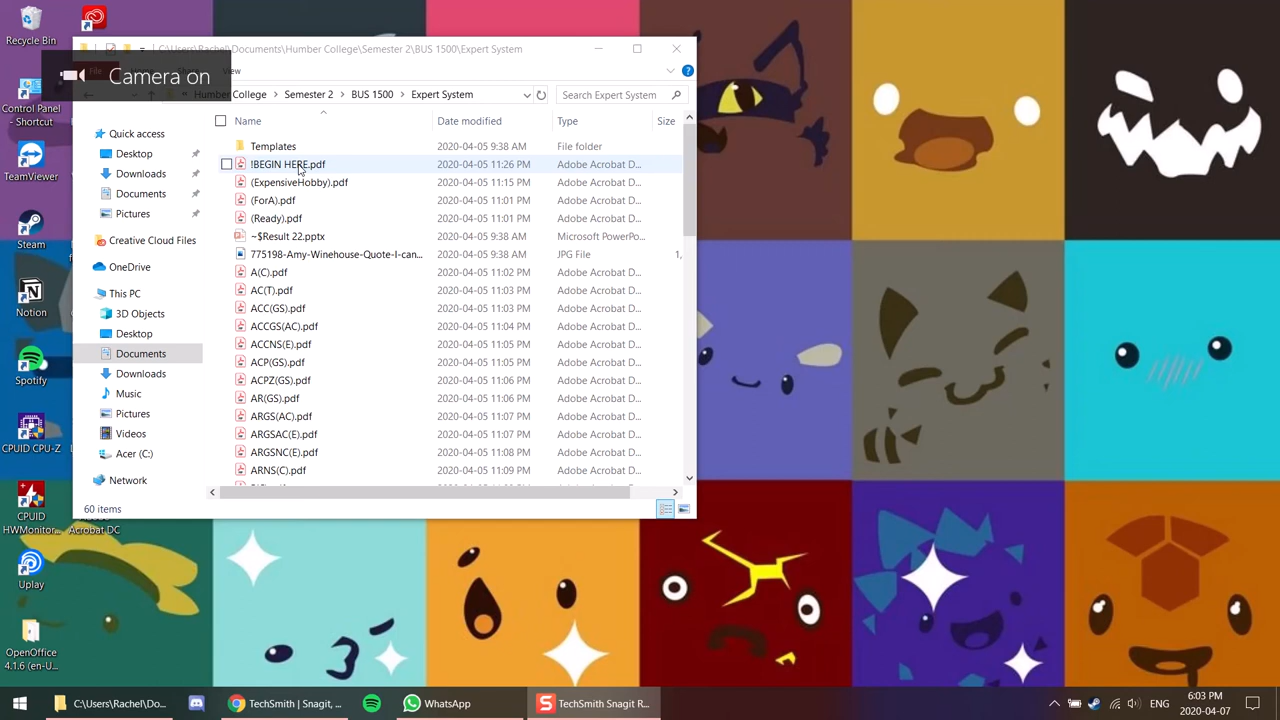 Recycle Bin
Control Panel Shortcut
TeamViewer
Steam
Notion
Spotify
CPUID CPU-Z
CPUID HWMonitor...
Acrobat DC
Uplay
OpenOffice 4.1.6 (en-U...
C:\Users\Rachel\Documents\Humber College\Semester 2\BUS 1500\Expert System
Camera on
File
View
Humber College > Semester 2 > BUS 1500 > Expert System
Search Expert System
Name Date modified Type Size
Quick access
Desktop
Downloads
Documents
Pictures
Creative Cloud Files
OneDrive
This PC
3D Objects
Desktop
Documents
Downloads
Music
Pictures
Videos
Acer (C:)
Network
Templates 2020-04-05 9:38 AM File folder
!BEGIN HERE.pdf 2020-04-05 11:26 PM Adobe Acrobat D...
(ExpensiveHobby).pdf 2020-04-05 11:15 PM Adobe Acrobat D...
(ForA).pdf 2020-04-05 11:01 PM Adobe Acrobat D...
(Ready).pdf 2020-04-05 11:01 PM Adobe Acrobat D...
~$Result 22.pptx 2020-04-05 9:38 AM Microsoft PowerPo...
775198-Amy-Winehouse-Quote-I-can... 2020-04-05 9:38 AM JPG File 1,
A(C).pdf 2020-04-05 11:02 PM Adobe Acrobat D...
AC(T).pdf 2020-04-05 11:03 PM Adobe Acrobat D...
ACC(GS).pdf 2020-04-05 11:03 PM Adobe Acrobat D...
ACCGS(AC).pdf 2020-04-05 11:04 PM Adobe Acrobat D...
ACCNS(E).pdf 2020-04-05 11:05 PM Adobe Acrobat D...
ACP(GS).pdf 2020-04-05 11:05 PM Adobe Acrobat D...
ACPZ(GS).pdf 2020-04-05 11:06 PM Adobe Acrobat D...
AR(GS).pdf 2020-04-05 11:06 PM Adobe Acrobat D...
ARGS(AC).pdf 2020-04-05 11:07 PM Adobe Acrobat D...
ARGSAC(E).pdf 2020-04-05 11:07 PM Adobe Acrobat D...
ARGSNC(E).pdf 2020-04-05 11:08 PM Adobe Acrobat D...
ARNS(C).pdf 2020-04-05 11:09 PM Adobe Acrobat D...
60 items
C:\Users\Rachel\Do...
TechSmith | Snagit, ...
WhatsApp
TechSmith Snagit R...
ENG
6:03 PM
2020-04-07